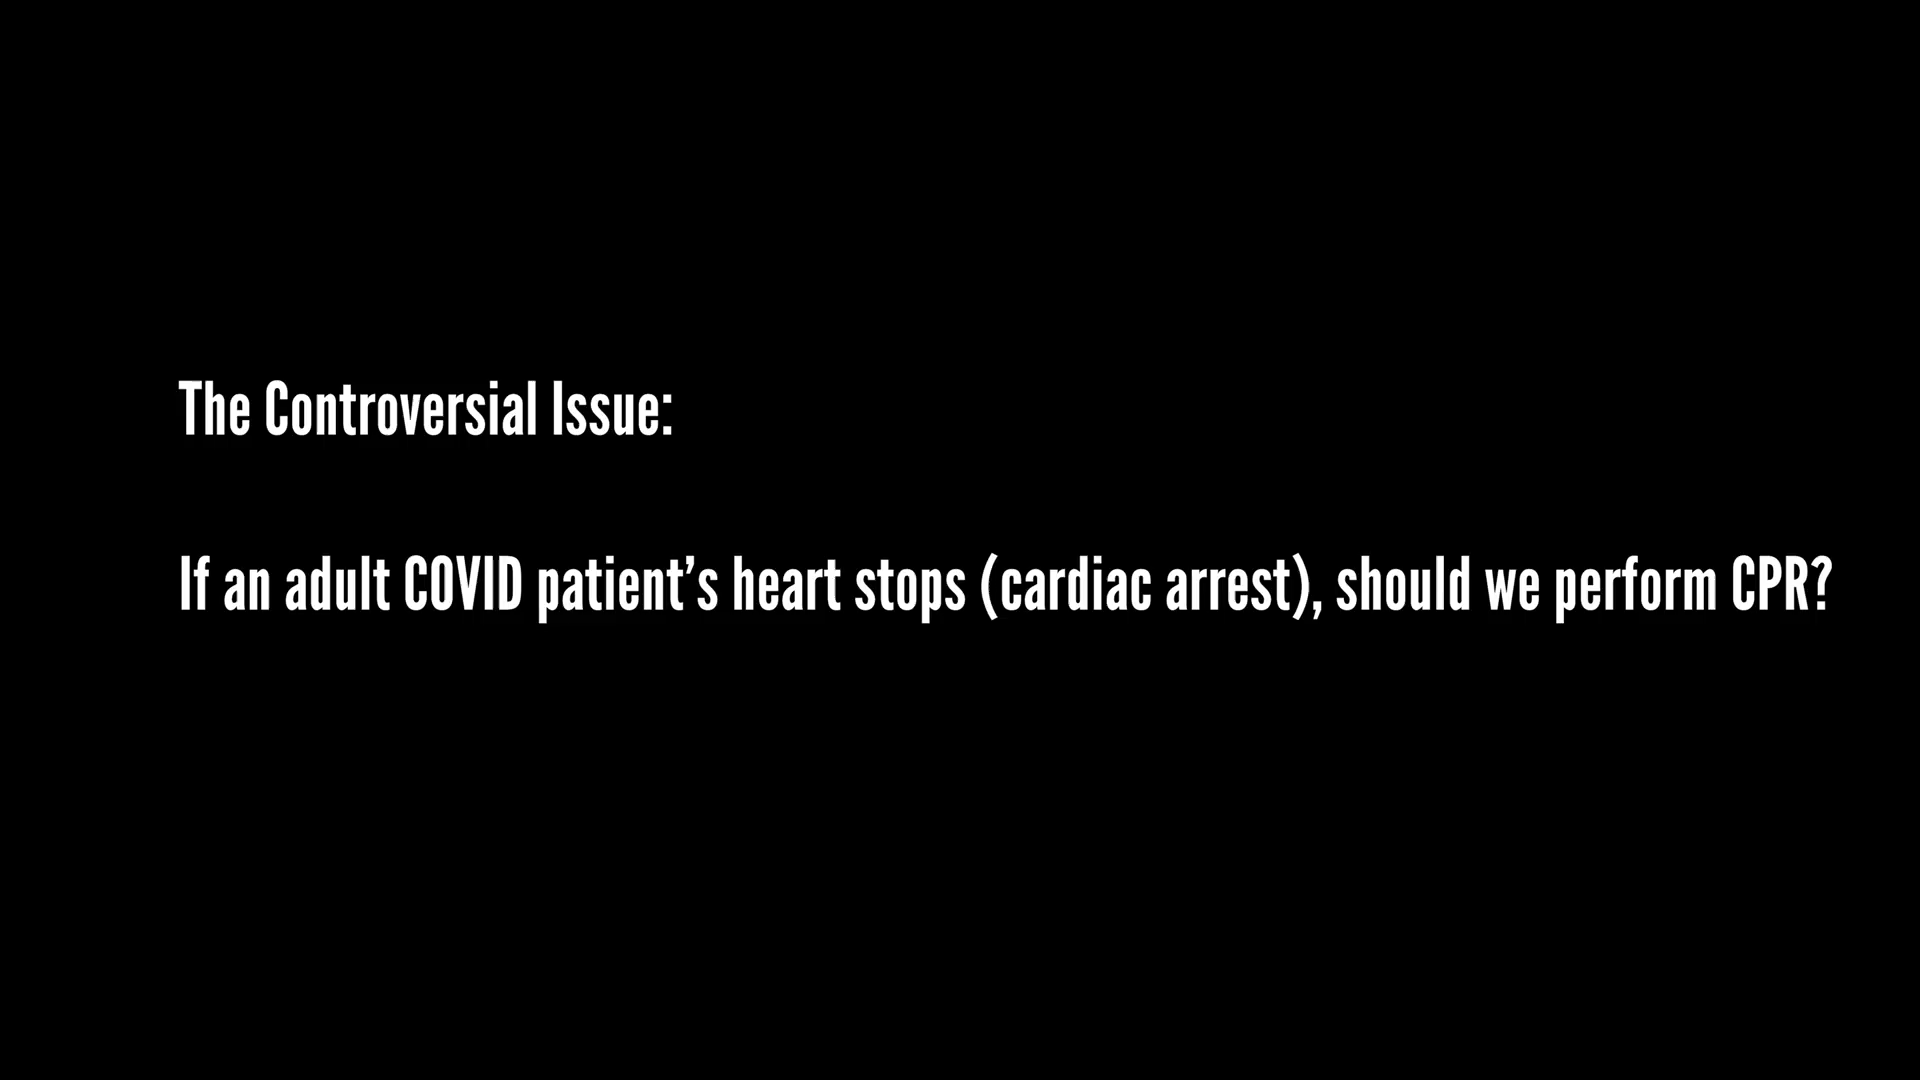 The Controversial Issue:
If an adult COVID patient’s heart stops (cardiac arrest), should we perform CPR?